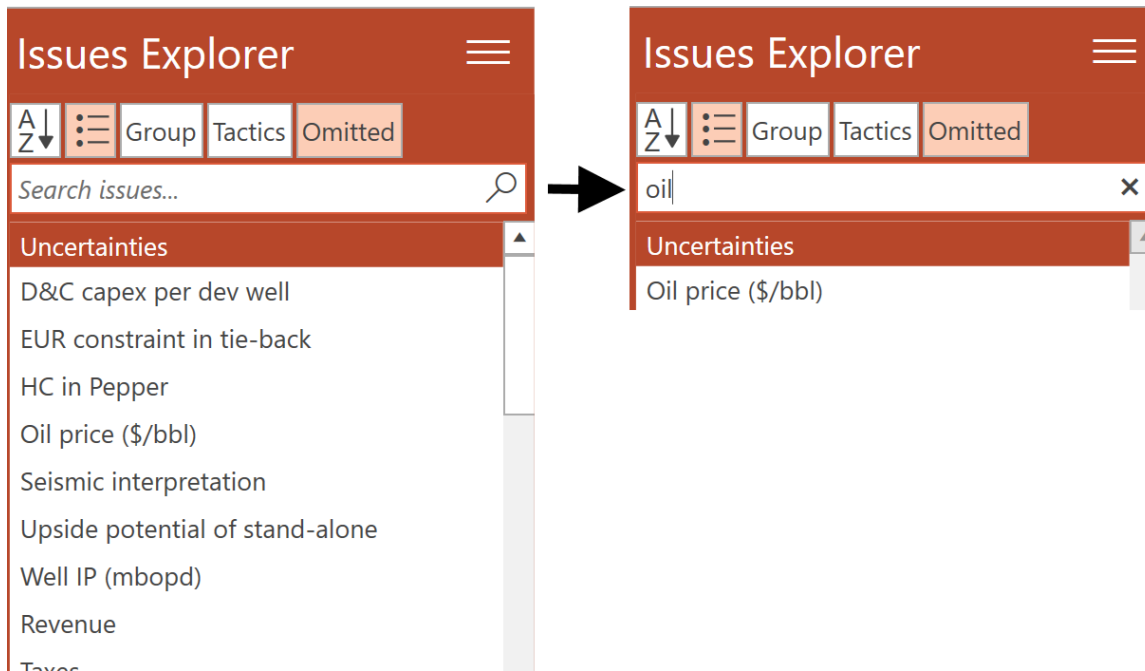 Issues Explorer
A Z Group Tactics Omitted
Search issues...
Uncertainties
D&C capex per dev well
EUR constraint in tie-back
HC in Pepper
Oil price ($/bbl)
Seismic interpretation
Upside potential of stand-alone
Well IP (mbopd)
Revenue
Taxes
Issues Explorer
A Z Group Tactics Omitted
oil
Uncertainties
Oil price ($/bbl)